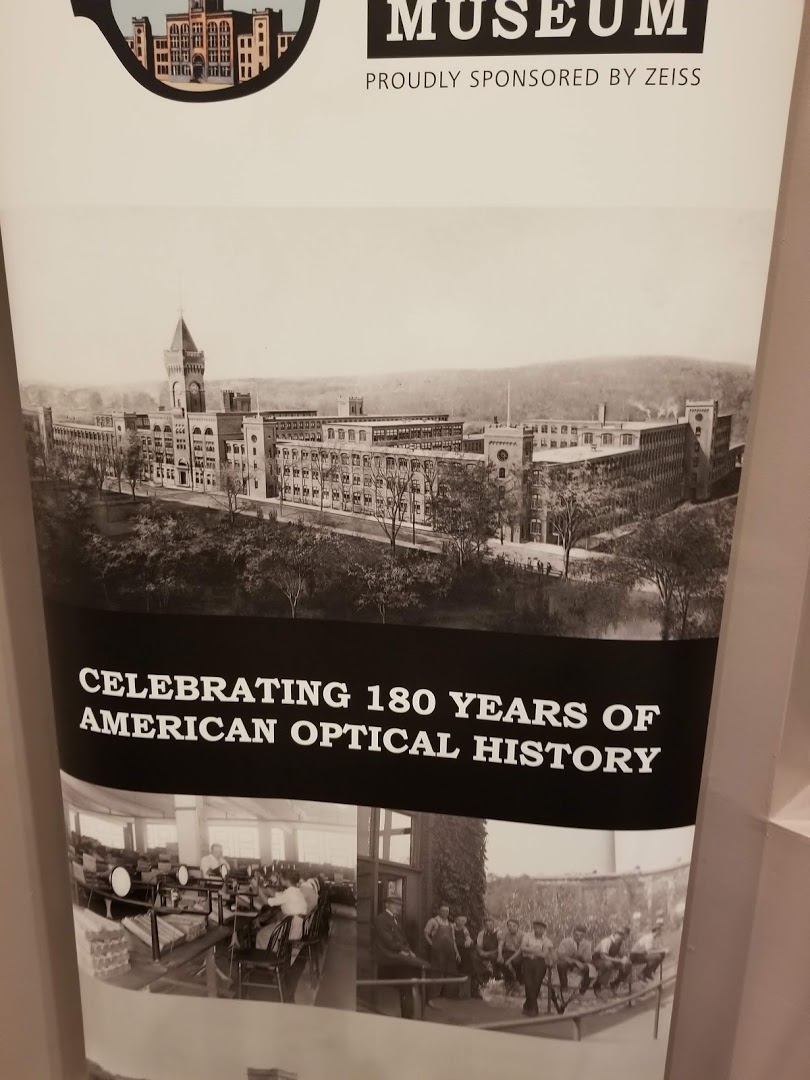 MUSEUM
PROUDLY SPONSORED BY ZEISS
CELEBRATING 180 YEARS OF
AMERICAN OPTICAL HISTORY